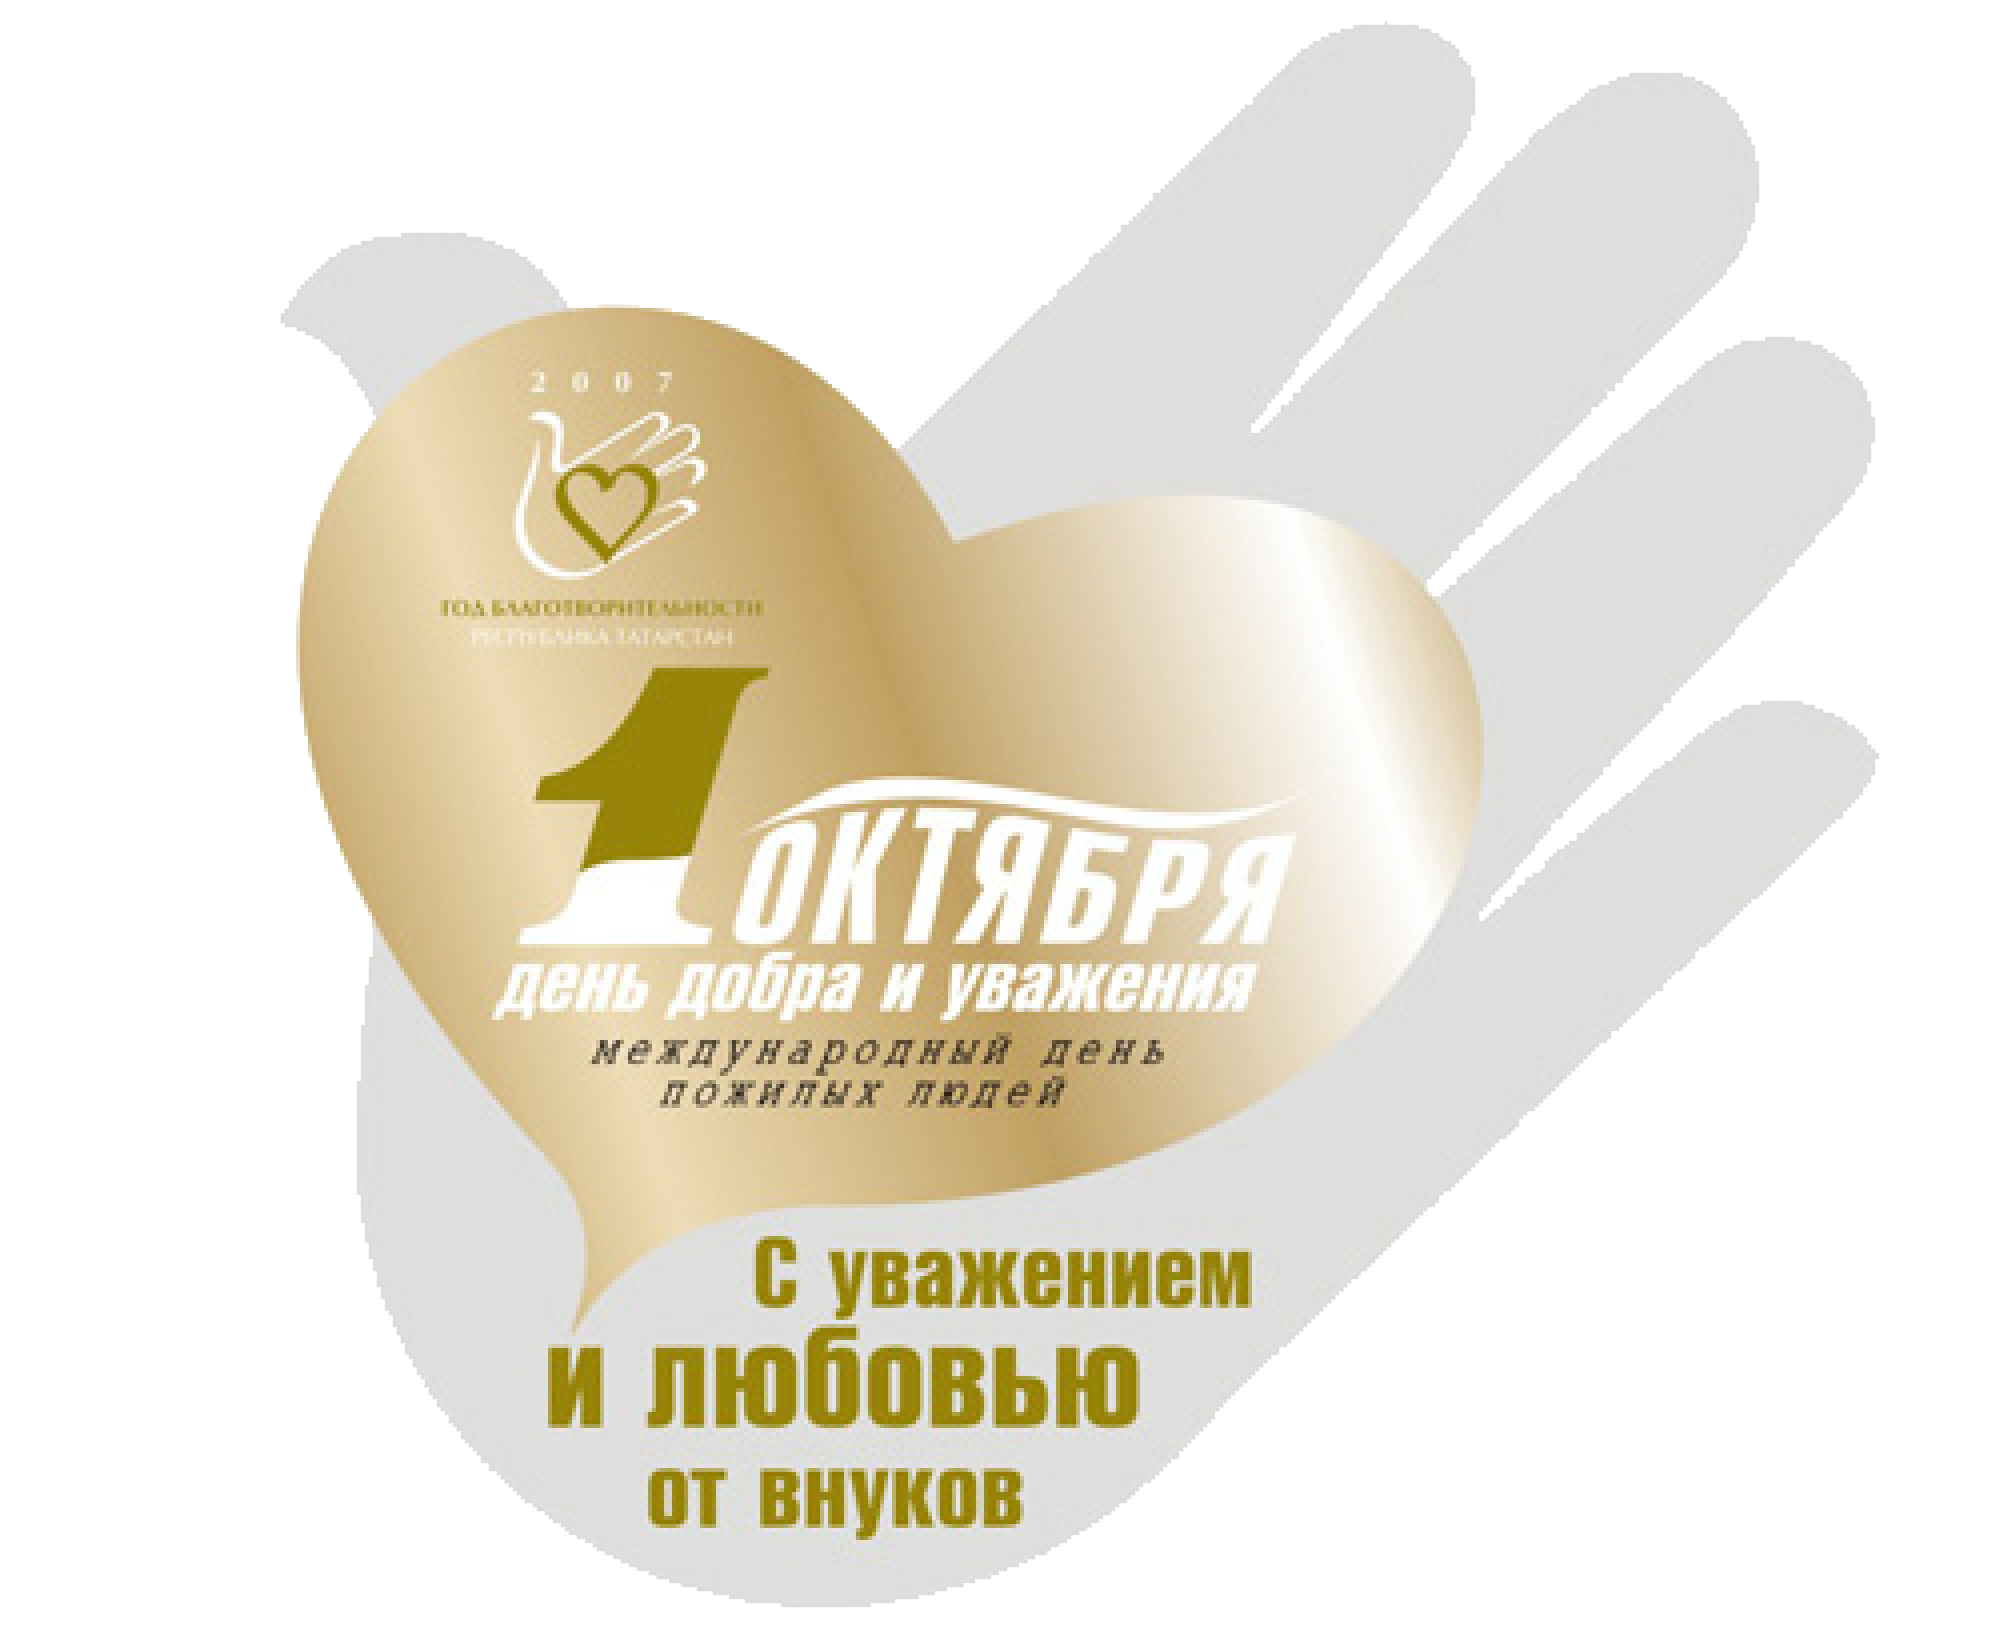 2007
ГОД БЛАГОТВОРИТЕЛЬНОСТИ
РЕСПУБЛИКА ТАТАРСТАН
1 ОКТЯБРЯ
день добра и уважения
международный день
пожилых людей
С уважением
и любовью
от внуков